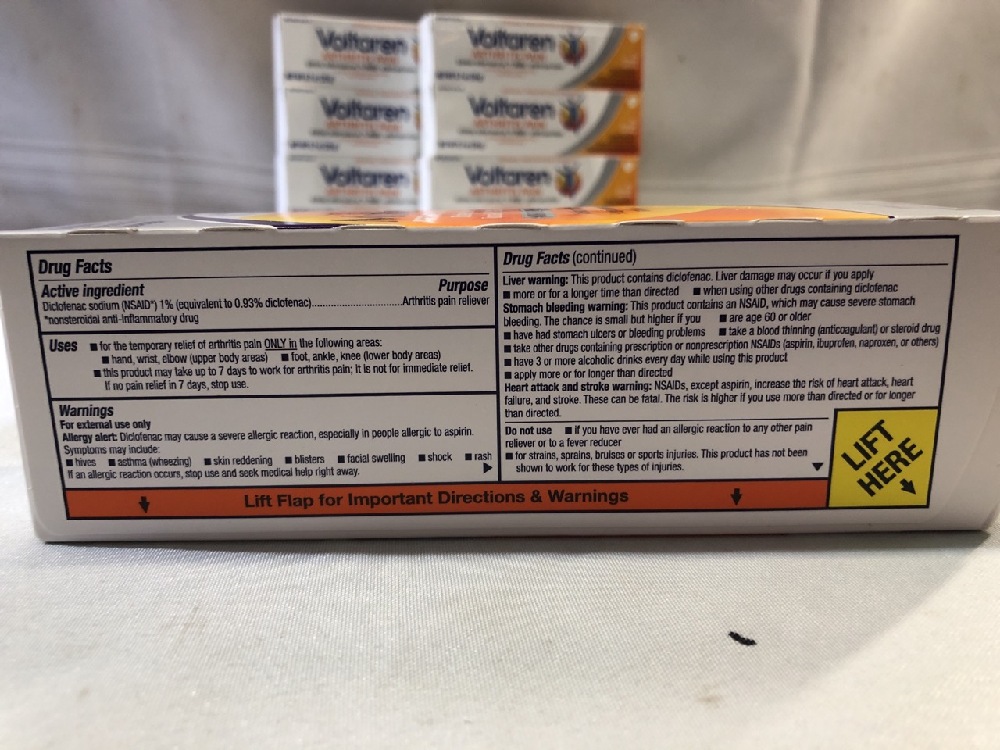 Voltaren
Voltaren
ARTHRITIS PAIN
Voltaren
Voltaren
ARTHRITIS PAIN
Voltaren
Voltaren
ARTHRITIS PAIN
Drug Facts
Active ingredient Purpose
Diclofenac sodium (NSAID*) 1% (equivalent to 0.93% diclofenac)..........................Arthritis pain reliever
*nonsteroidal anti-inflammatory drug
Uses ■ for the temporary relief of arthritis pain ONLY in the following areas:
■ hand, wrist, elbow (upper body areas) ■ foot, ankle, knee (lower body areas)
■ this product may take up to 7 days to work for arthritis pain; it is not for immediate relief.
If no pain relief in 7 days, stop use.
Warnings
For external use only
Allergy alert: Diclofenac may cause a severe allergic reaction, especially in people allergic to aspirin.
Symptoms may include:
■ hives ■ asthma (wheezing) ■ skin reddening ■ blisters ■ facial swelling ■ shock ■ rash
If an allergic reaction occurs, stop use and seek medical help right away.
Drug Facts (continued)
Liver warning: This product contains diclofenac. Liver damage may occur if you apply
■ more or for a longer time than directed ■ when using other drugs containing diclofenac
Stomach bleeding warning: This product contains an NSAID, which may cause severe stomach
bleeding. The chance is small but higher if you ■ are age 60 or older
■ have had stomach ulcers or bleeding problems ■ take a blood thinning (anticoagulant) or steroid drug
■ take other drugs containing prescription or nonprescription NSAIDs (aspirin, ibuprofen, naproxen, or others)
■ have 3 or more alcoholic drinks every day while using this product
■ apply more or for longer than directed
Heart attack and stroke warning: NSAIDs, except aspirin, increase the risk of heart attack, heart
failure, and stroke. These can be fatal. The risk is higher if you use more than directed or for longer
than directed.
Do not use ■ if you have ever had an allergic reaction to any other pain
reliever or to a fever reducer
■ for strains, sprains, bruises or sports injuries. This product has not been
shown to work for these types of injuries.
LIFT
HERE
Lift Flap for Important Directions & Warnings